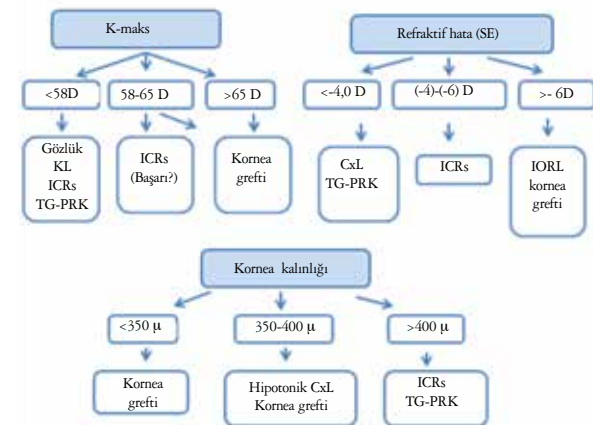 K-maks
<58D
58-65 D
>65 D
Gözlük
KL
ICRs
TG-PRK
ICRs
(Başarı?)
Kornea
grefti
Refraktif hata (SE)
<-4,0 D
(-4)-(-6) D
>- 6D
CxL
TG-PRK
ICRs
IORL
kornea
grefti
Kornea kalınlığı
<350 µ
350-400 µ
>400 µ
Kornea
grefti
Hipotonik CxL
Kornea grefti
ICRs
TG-PRK